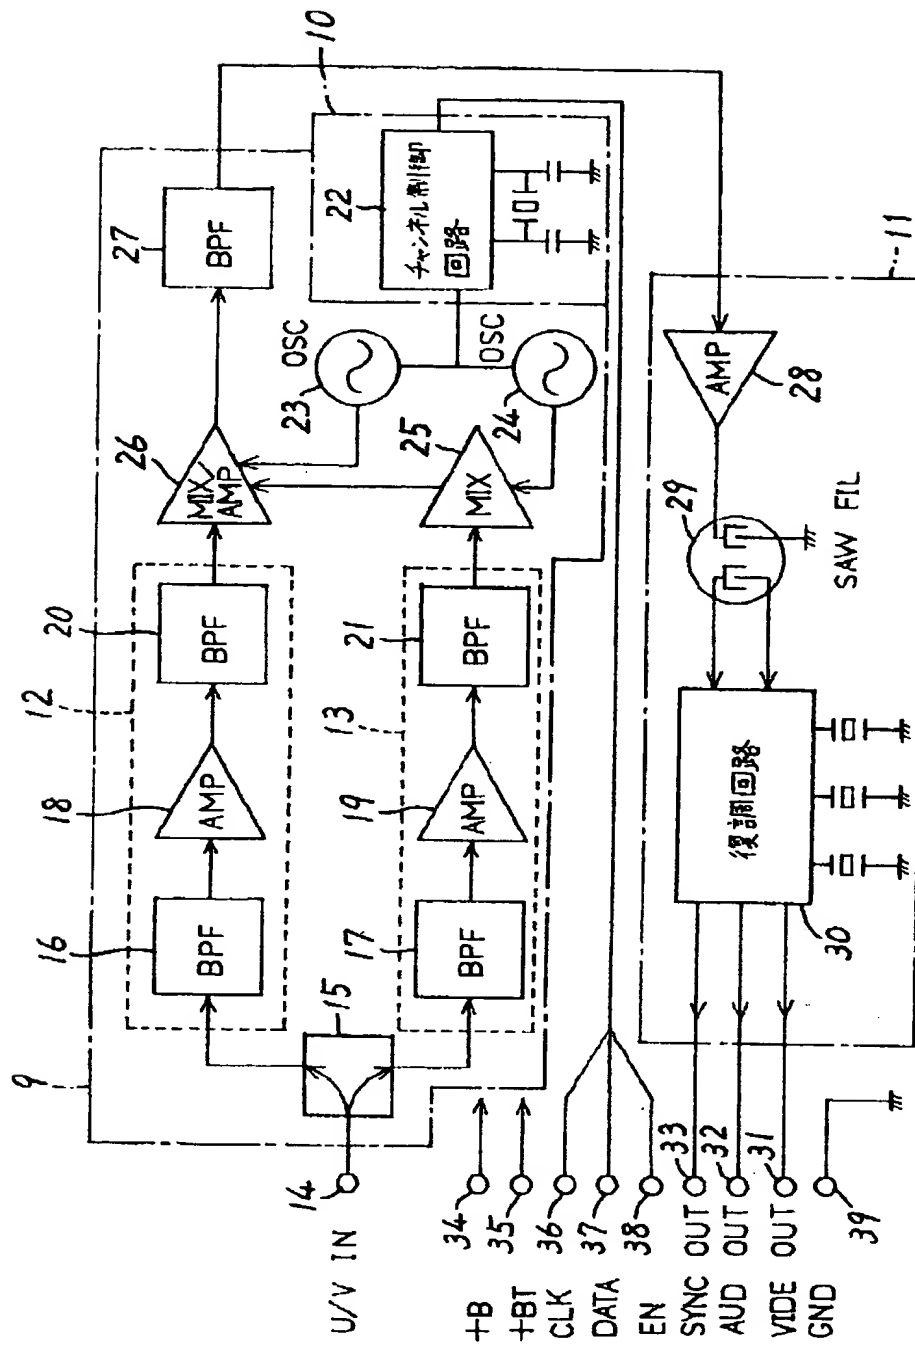 9
12
16
BPF
18
AMP
20
BPF
26
MIX/
AMP
27
BPF
10
22
チャンネル制御
回路
OSC
23
OSC
24
25
MIX
13
17
BPF
19
AMP
21
BPF
15
14
U/V IN
34
+B
35
+BT
36
CLK
37
DATA
38
EN
33
SYNC OUT
32
AUD OUT
31
VIDE OUT
39
GND
11
AMP
28
29
SAW FIL
復調回路
30